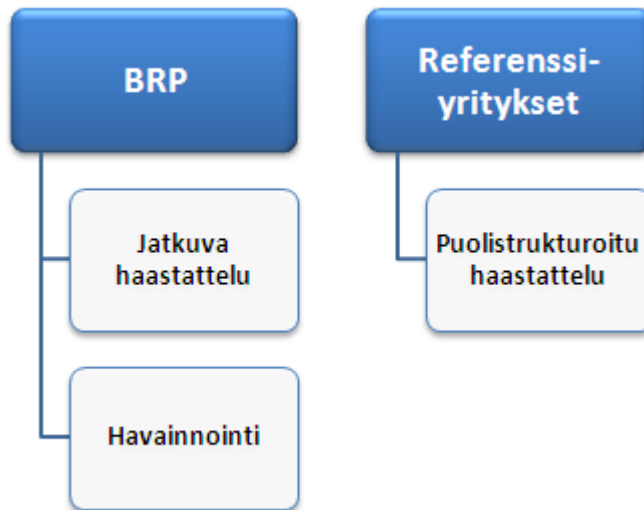 BRP
Jatkuva
haastattelu
Havainnointi
Referenssi-
yritykset
Puolistrukturoitu
haastattelu